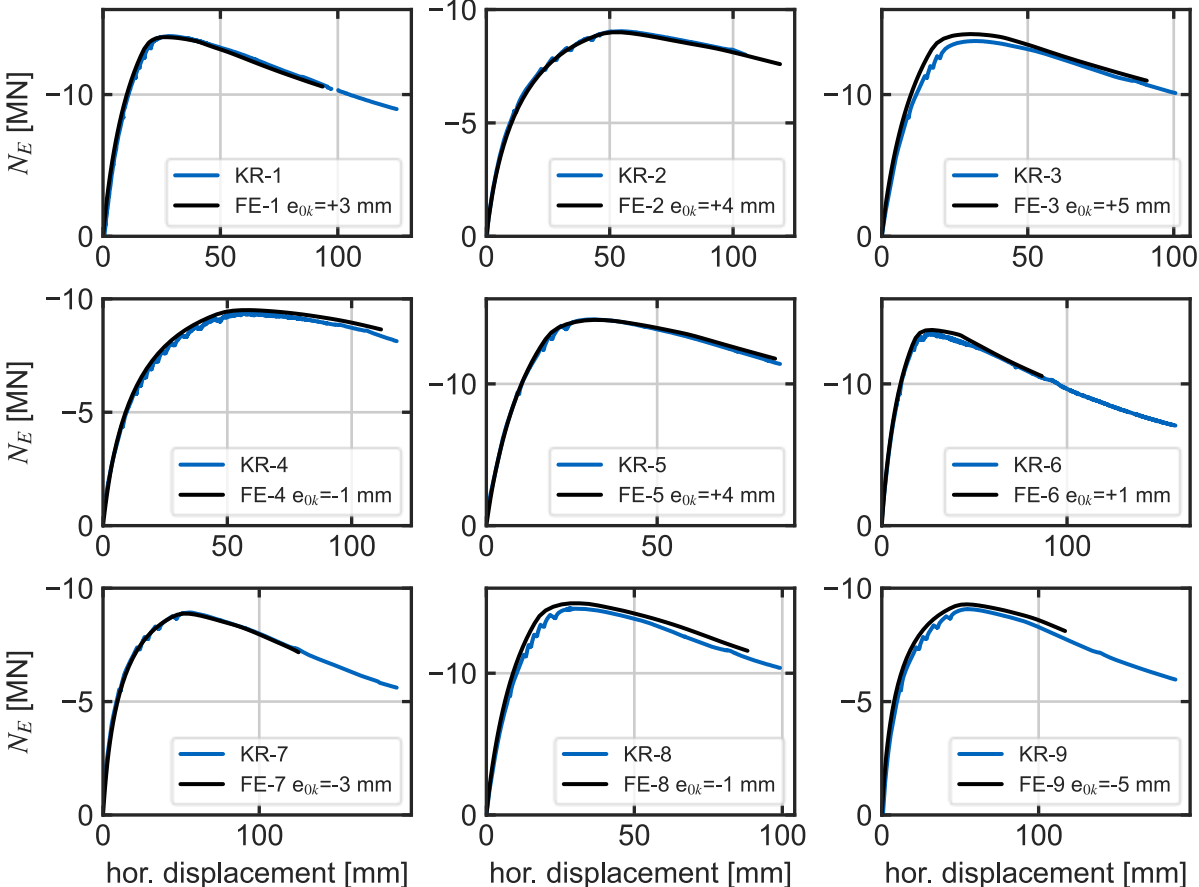 N_E [MN]
−10
0
KR-1
FE-1 e₀ₖ=+3 mm
0
50
100
−10
−5
0
KR-2
FE-2 e₀ₖ=+4 mm
0
50
100
−10
0
KR-3
FE-3 e₀ₖ=+5 mm
0
50
100
N_E [MN]
−10
−5
0
KR-4
FE-4 e₀ₖ=-1 mm
0
50
100
−10
0
KR-5
FE-5 e₀ₖ=+4 mm
0
50
−10
0
KR-6
FE-6 e₀ₖ=+1 mm
0
100
N_E [MN]
−10
−5
0
KR-7
FE-7 e₀ₖ=-3 mm
0
100
hor. displacement [mm]
−10
0
KR-8
FE-8 e₀ₖ=-1 mm
0
50
100
hor. displacement [mm]
−10
−5
0
KR-9
FE-9 e₀ₖ=-5 mm
0
100
hor. displacement [mm]